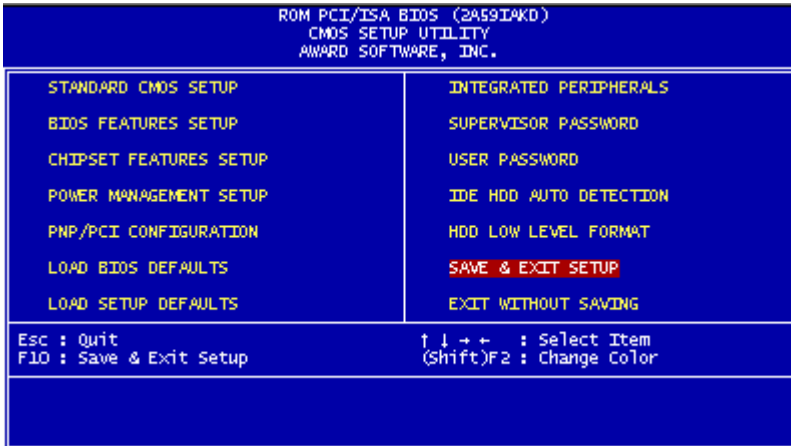 ROM PCI/ISA BIOS (2A59IAKD)
CMOS SETUP UTILITY
AWARD SOFTWARE, INC.
STANDARD CMOS SETUP
BIOS FEATURES SETUP
CHIPSET FEATURES SETUP
POWER MANAGEMENT SETUP
PNP/PCI CONFIGURATION
LOAD BIOS DEFAULTS
LOAD SETUP DEFAULTS
INTEGRATED PERIPHERALS
SUPERVISOR PASSWORD
USER PASSWORD
IDE HDD AUTO DETECTION
HDD LOW LEVEL FORMAT
SAVE & EXIT SETUP
EXIT WITHOUT SAVING
Esc : Quit
F10 : Save & Exit Setup
↑ ↓ → ← : Select Item
(Shift)F2 : Change Color